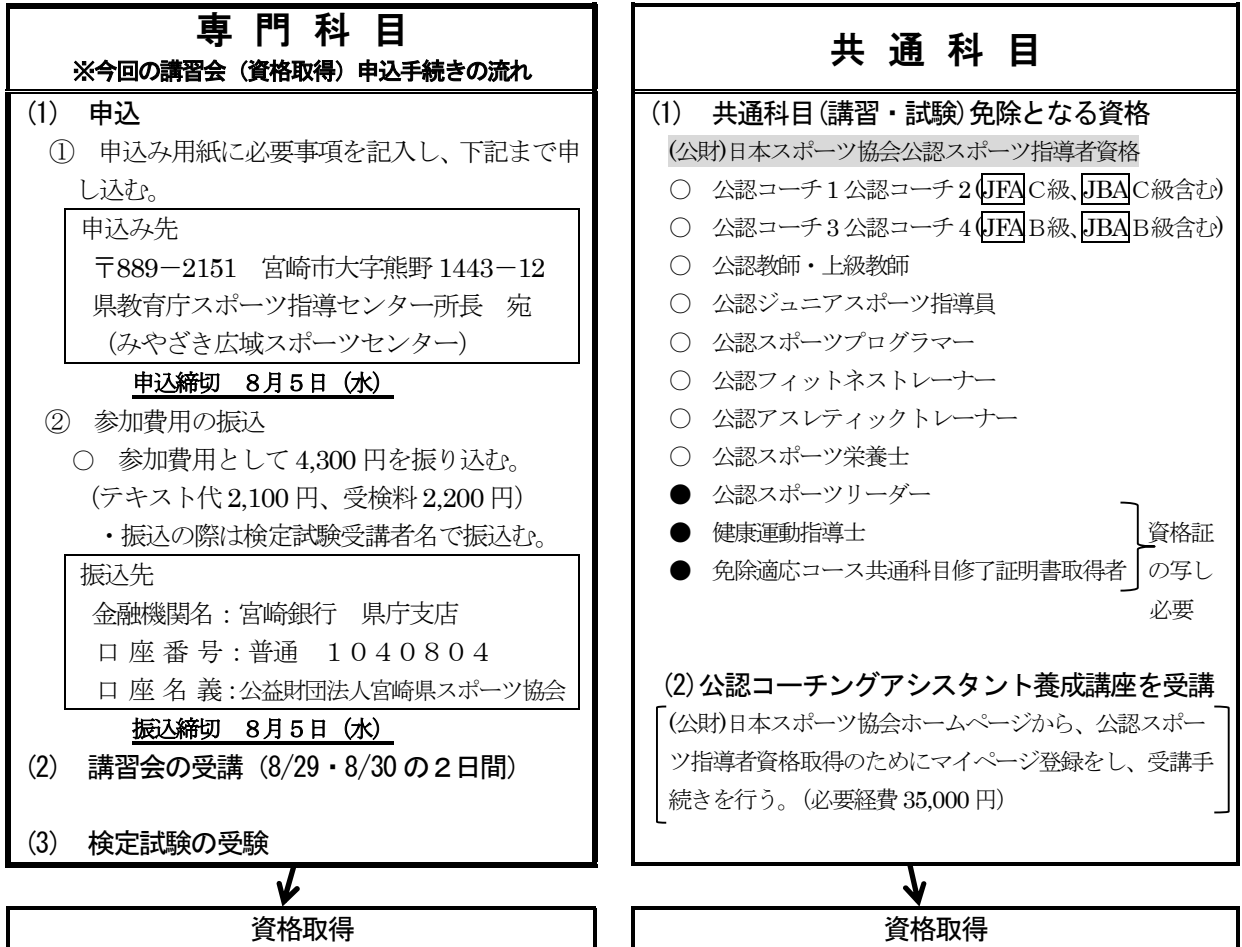 専 門 科 目
※今回の講習会（資格取得）申込手続きの流れ
(1) 申込
① 申込み用紙に必要事項を記入し、下記まで申
し込む。
申込み先
〒889－2151 宮崎市大字熊野 1443－12
県教育庁スポーツ指導センター所長 宛
(みやざき広域スポーツセンター)
申込締切 ８月５日（水）
② 参加費用の振込
○ 参加費用として 4,300 円を振り込む。
（テキスト代 2,100 円、受検料 2,200 円）
・振込の際は検定試験受講者名で振込む。
振込先
金融機関名：宮崎銀行 県庁支店
口 座 番 号：普通 １０４０８０４
口 座 名 義：公益財団法人宮崎県スポーツ協会
振込締切 ８月５日（水）
(2) 講習会の受講（8/29・8/30 の２日間）
(3) 検定試験の受験
資格取得
共 通 科 目
(1) 共通科目(講習・試験)免除となる資格
(公財)日本スポーツ協会公認スポーツ指導者資格
○ 公認コーチ１公認コーチ２(JFAＣ級、JBAＣ級含む)
○ 公認コーチ３公認コーチ４(JFAＢ級、JBAＢ級含む)
○ 公認教師・上級教師
○ 公認ジュニアスポーツ指導員
○ 公認スポーツプログラマー
○ 公認フィットネストレーナー
○ 公認アスレティックトレーナー
○ 公認スポーツ栄養士
● 公認スポーツリーダー
● 健康運動指導士
● 免除適応コース共通科目修了証明書取得者
資格証
の写し
必要
(2)公認コーチングアシスタント養成講座を受講
(公財)日本スポーツ協会ホームページから、公認スポー
ツ指導者資格取得のためにマイページ登録をし、受講手
続きを行う。（必要経費 35,000 円）
資格取得